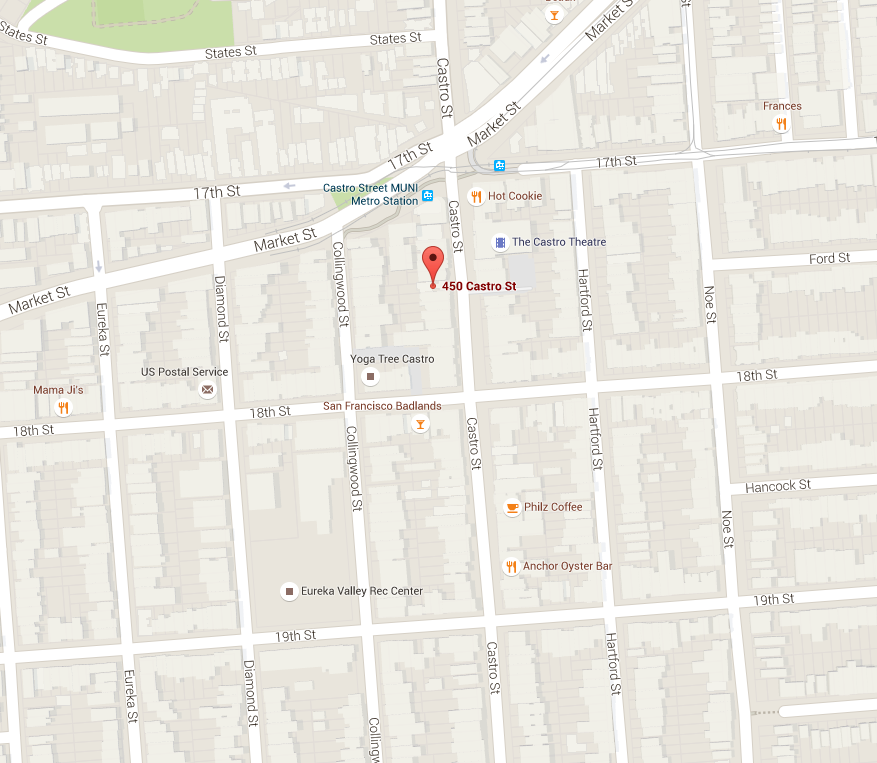 States St
States St
States St
Castro St
Market St
Market St
17th St
17th St
17th St
Frances
Castro Street MUNI
Metro Station
Hot Cookie
Castro St
The Castro Theatre
Market St
Ford St
Market St
Collingwood St
Diamond St
450 Castro St
Hartford St
Noe St
Eureka St
Yoga Tree Castro
US Postal Service
Mama Ji's
18th St
San Francisco Badlands
18th St
18th St
Castro St
Hartford St
Collingwood St
Hancock St
Philz Coffee
Noe St
Anchor Oyster Bar
Eureka Valley Rec Center
19th St
19th St
Castro St
Hartford St
Eureka St
Diamond St